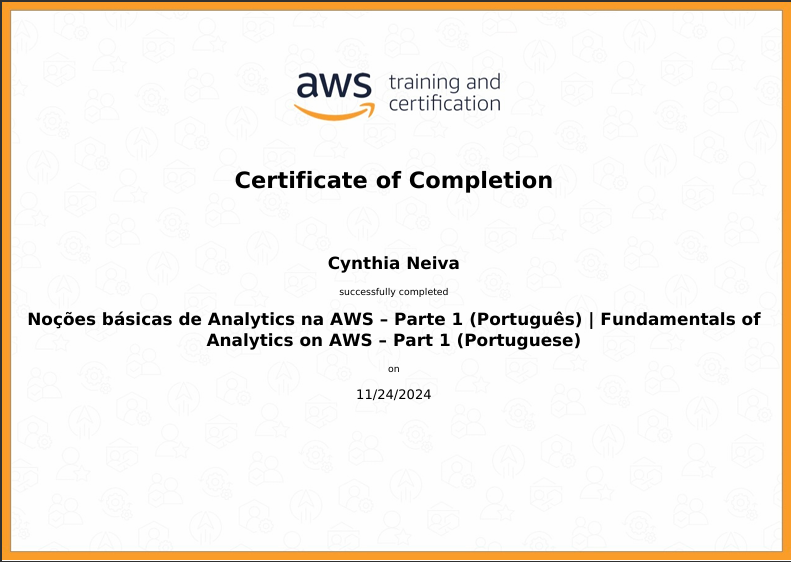 aws training and
certification
Certificate of Completion
Cynthia Neiva
successfully completed
Noções básicas de Analytics na AWS – Parte 1 (Português) | Fundamentals of
Analytics on AWS – Part 1 (Portuguese)
on
11/24/2024